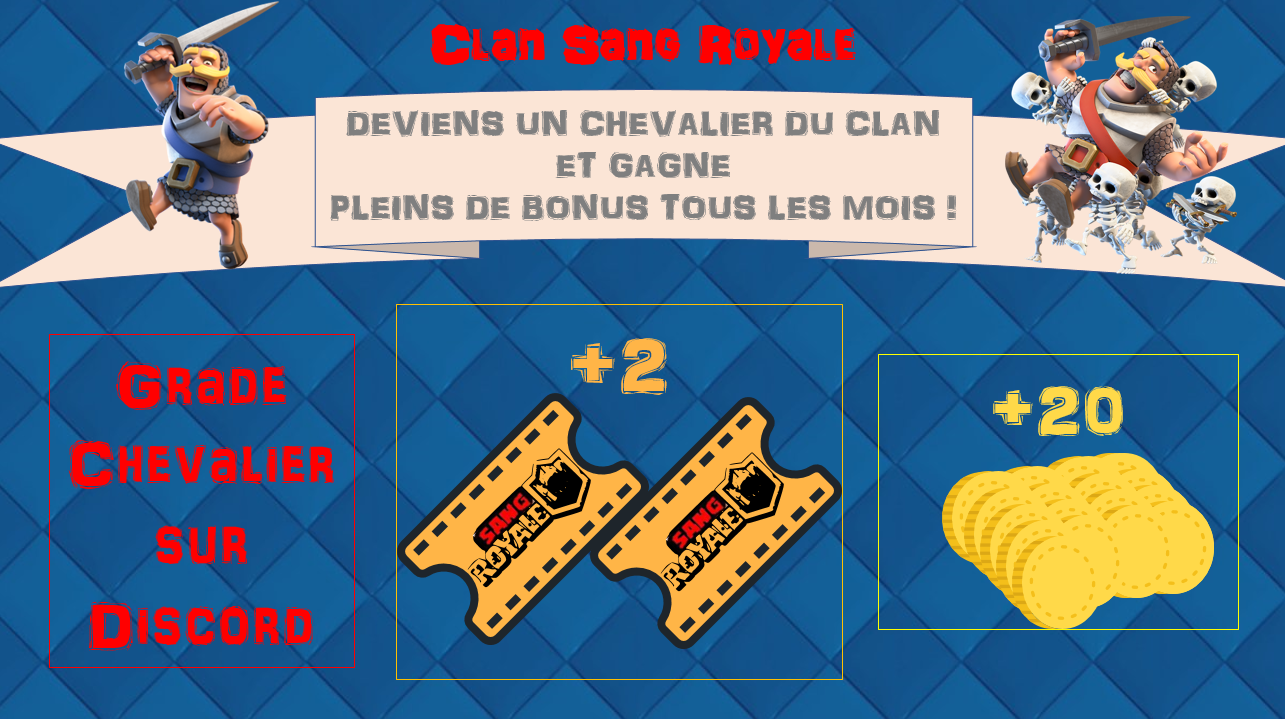 Clan Sang Royale
DEVIENS UN CHEVALIER DU CLAN
ET GAGNE
PLEINS DE BONUS TOUS LES MOIS !
Grade
Chevalier
sur
Discord
+2
SANG
ROYALE
SANG
ROYALE
+20